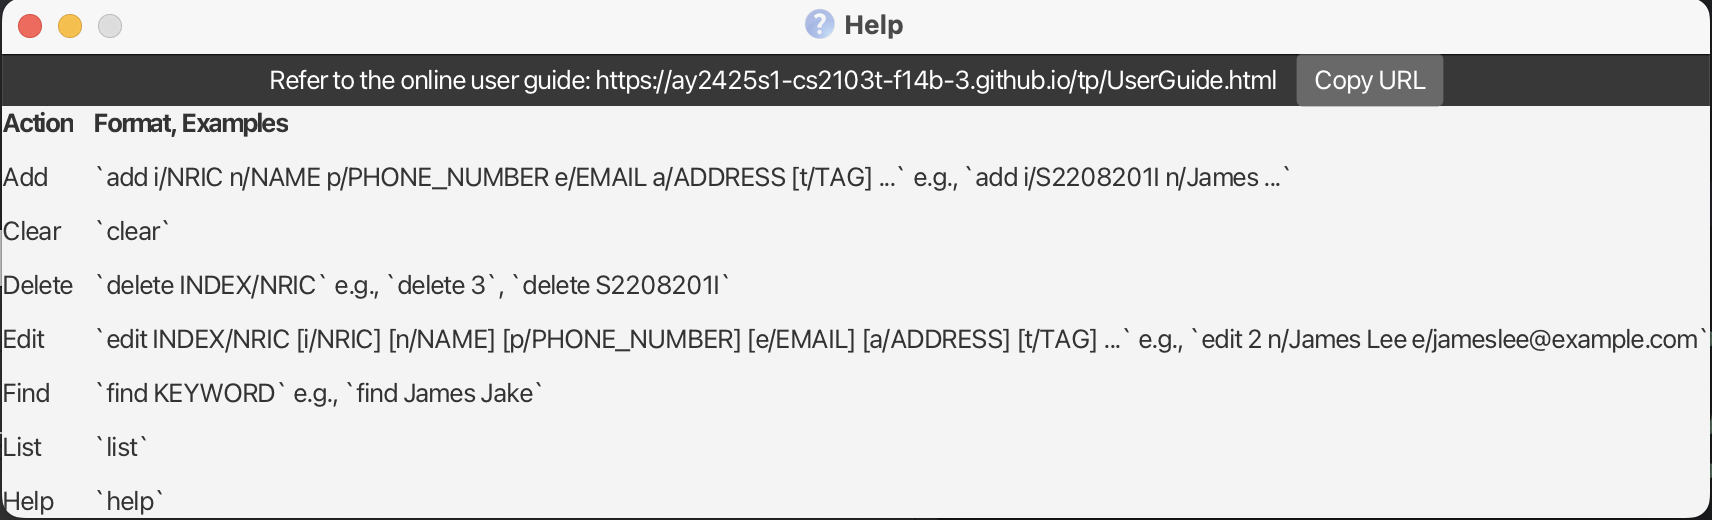 Help
Refer to the online user guide: https://ay2425s1-cs2103t-f14b-3.github.io/tp/UserGuide.html Copy URL
Action Format, Examples
Add `add i/NRIC n/NAME p/PHONE_NUMBER e/EMAIL a/ADDRESS [t/TAG] ...` e.g., `add i/S2208201I n/James ...`
Clear `clear`
Delete `delete INDEX/NRIC` e.g., `delete 3`, `delete S2208201I`
Edit `edit INDEX/NRIC [i/NRIC] [n/NAME] [p/PHONE_NUMBER] [e/EMAIL] [a/ADDRESS] [t/TAG] ...` e.g., `edit 2 n/James Lee e/jameslee@example.com`
Find `find KEYWORD` e.g., `find James Jake`
List `list`
Help `help`